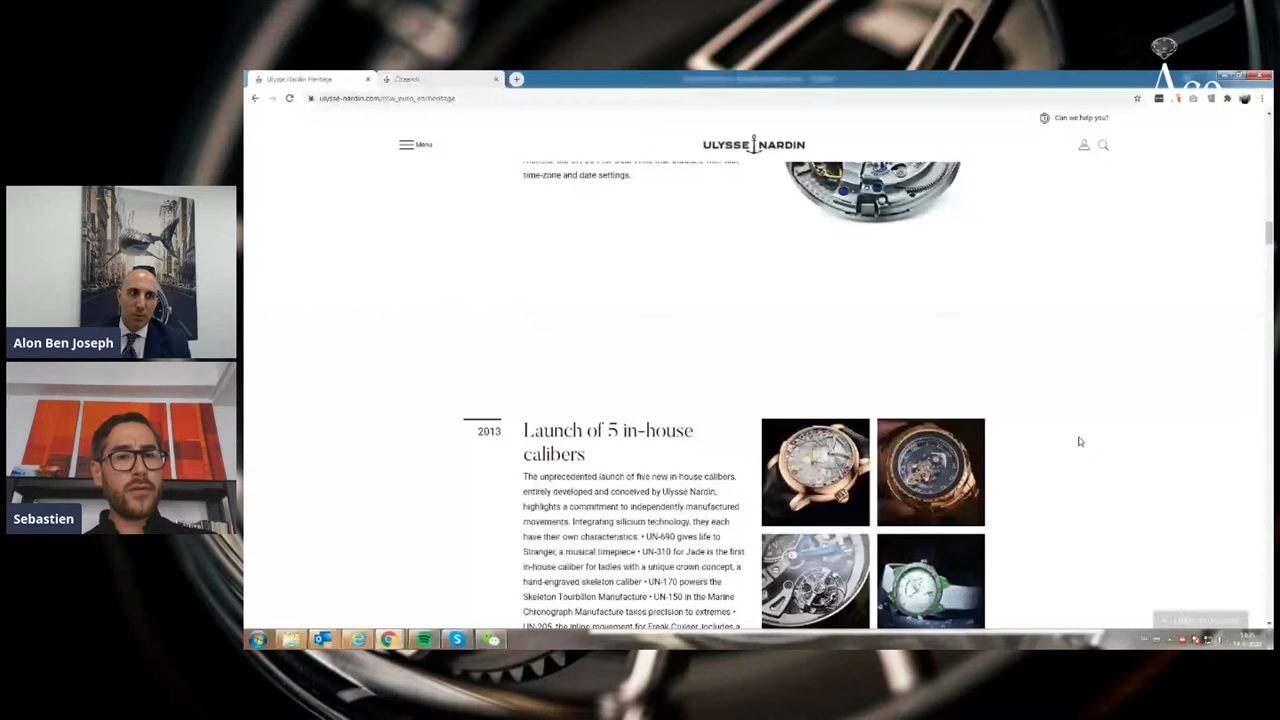 Ace
Ulysse Nardin Heritage
ulysse-nardin.com/row_euro_en/heritage
Can we help you?
Menu
ULYSSE NARDIN
time-zone and date settings.
2013
Launch of 5 in-house
calibers
The unprecedented launch of five new in-house calibers,
entirely developed and conceived by Ulysse Nardin,
highlights a commitment to independently manufactured
movements. Integrating silicium technology, they each
have their own characteristics: • UN-690 gives life to
Stranger, a musical timepiece • UN-310 for Jade is the first
in-house caliber for ladies with a unique crown concept, a
hand-engraved skeleton caliber • UN-170 powers the
Skeleton Tourbillon Manufacture • UN-150 in the Marine
Chronograph Manufacture takes precision to extremes •
UN-205, the inline movement for Freak Cruiser, includes a
Alon Ben Joseph
Sebastien